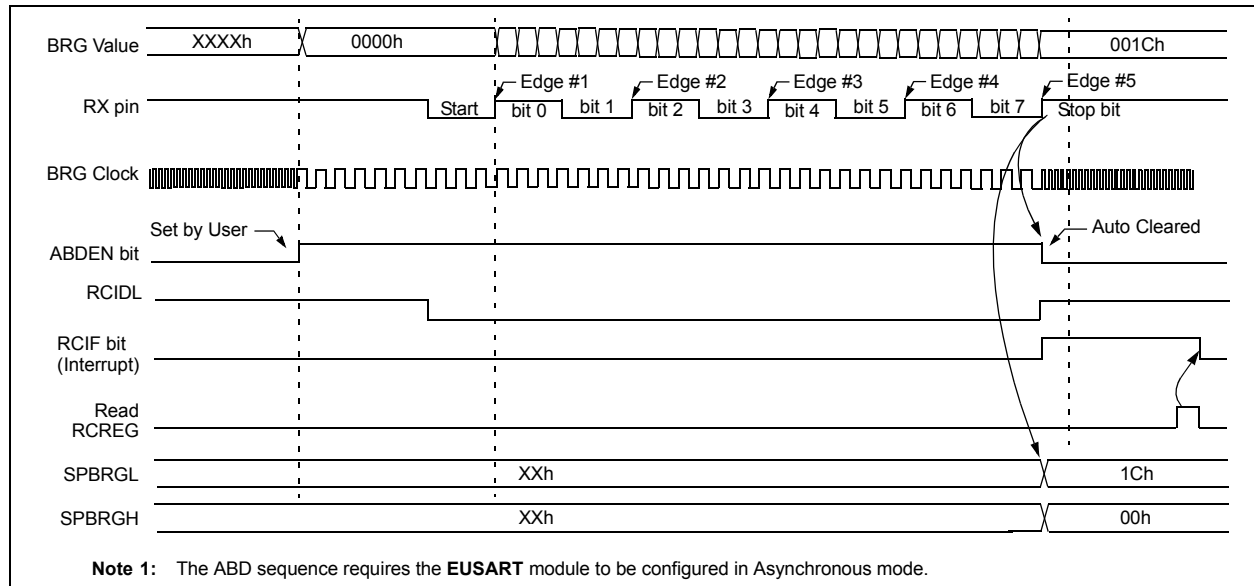 BRG Value XXXXh 0000h 001Ch
Edge #1 Edge #2 Edge #3 Edge #4 Edge #5
RX pin Start bit 0 bit 1 bit 2 bit 3 bit 4 bit 5 bit 6 bit 7 Stop bit
BRG Clock
Set by User Auto Cleared
ABDEN bit
RCIDL
RCIF bit
(Interrupt)
Read
RCREG
SPBRGL XXh 1Ch
SPBRGH XXh 00h
Note 1: The ABD sequence requires the EUSART module to be configured in Asynchronous mode.